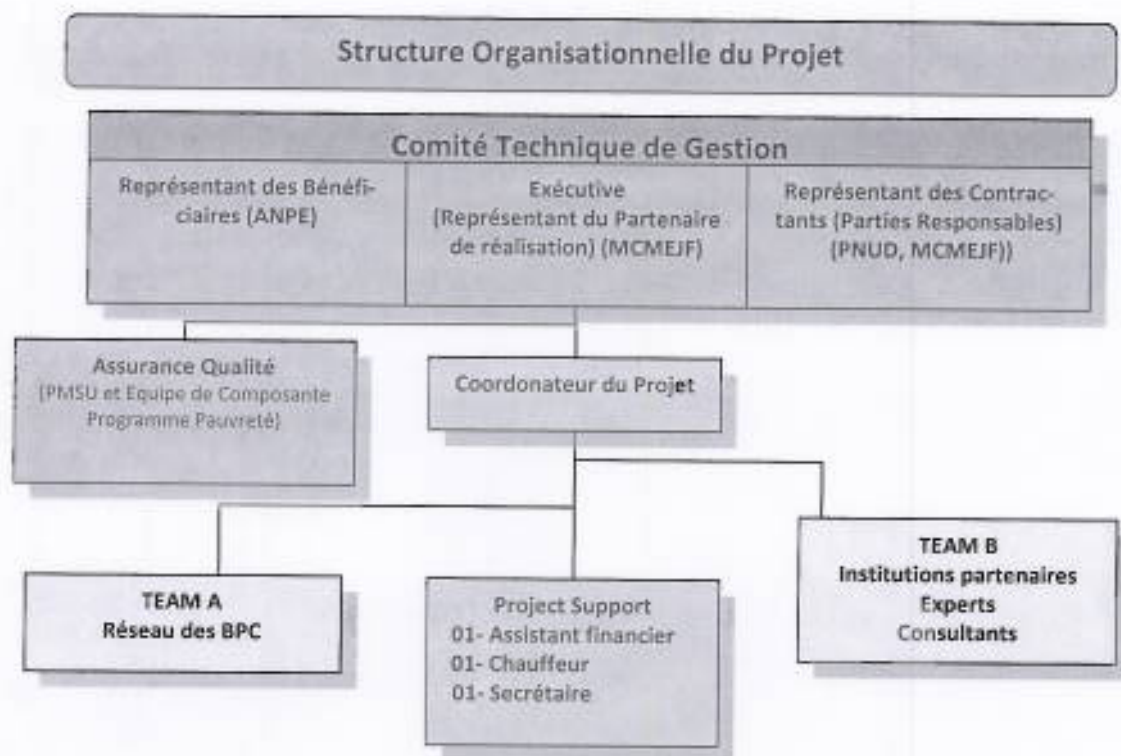 Structure Organisationnelle du Projet
Comité Technique de Gestion
Représentant des Bénéfi-
ciaires (ANPE)
Exécutive
(Représentant du Partenaire
de réalisation) (MCMEJF)
Représentant des Contrac-
tants (Parties Responsables)
(PNUD, MCMEJF))
Assurance Qualité
(PMSU et Equipe de Composante
Programme Pauvreté)
Coordonateur du Projet
TEAM A
Réseau des BPC
Project Support
01- Assistant financier
01- Chauffeur
01- Secrétaire
TEAM B
Institutions partenaires
Experts
Consultants